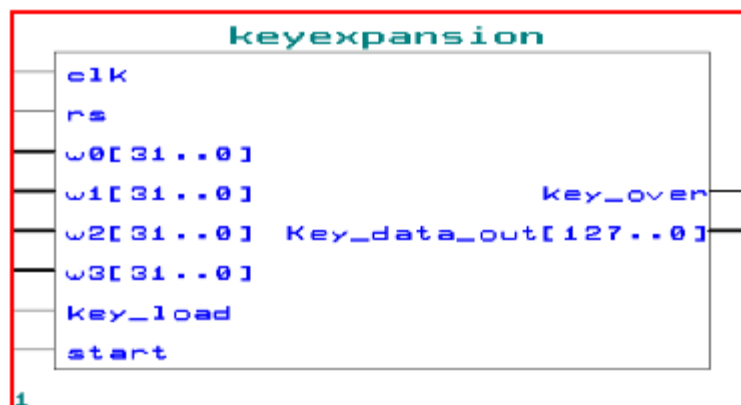 keyexpansion
clk
rs
w0[31..0]
w1[31..0]
key_over
w2[31..0]
Key_data_out[127..0]
w3[31..0]
key_load
start
1